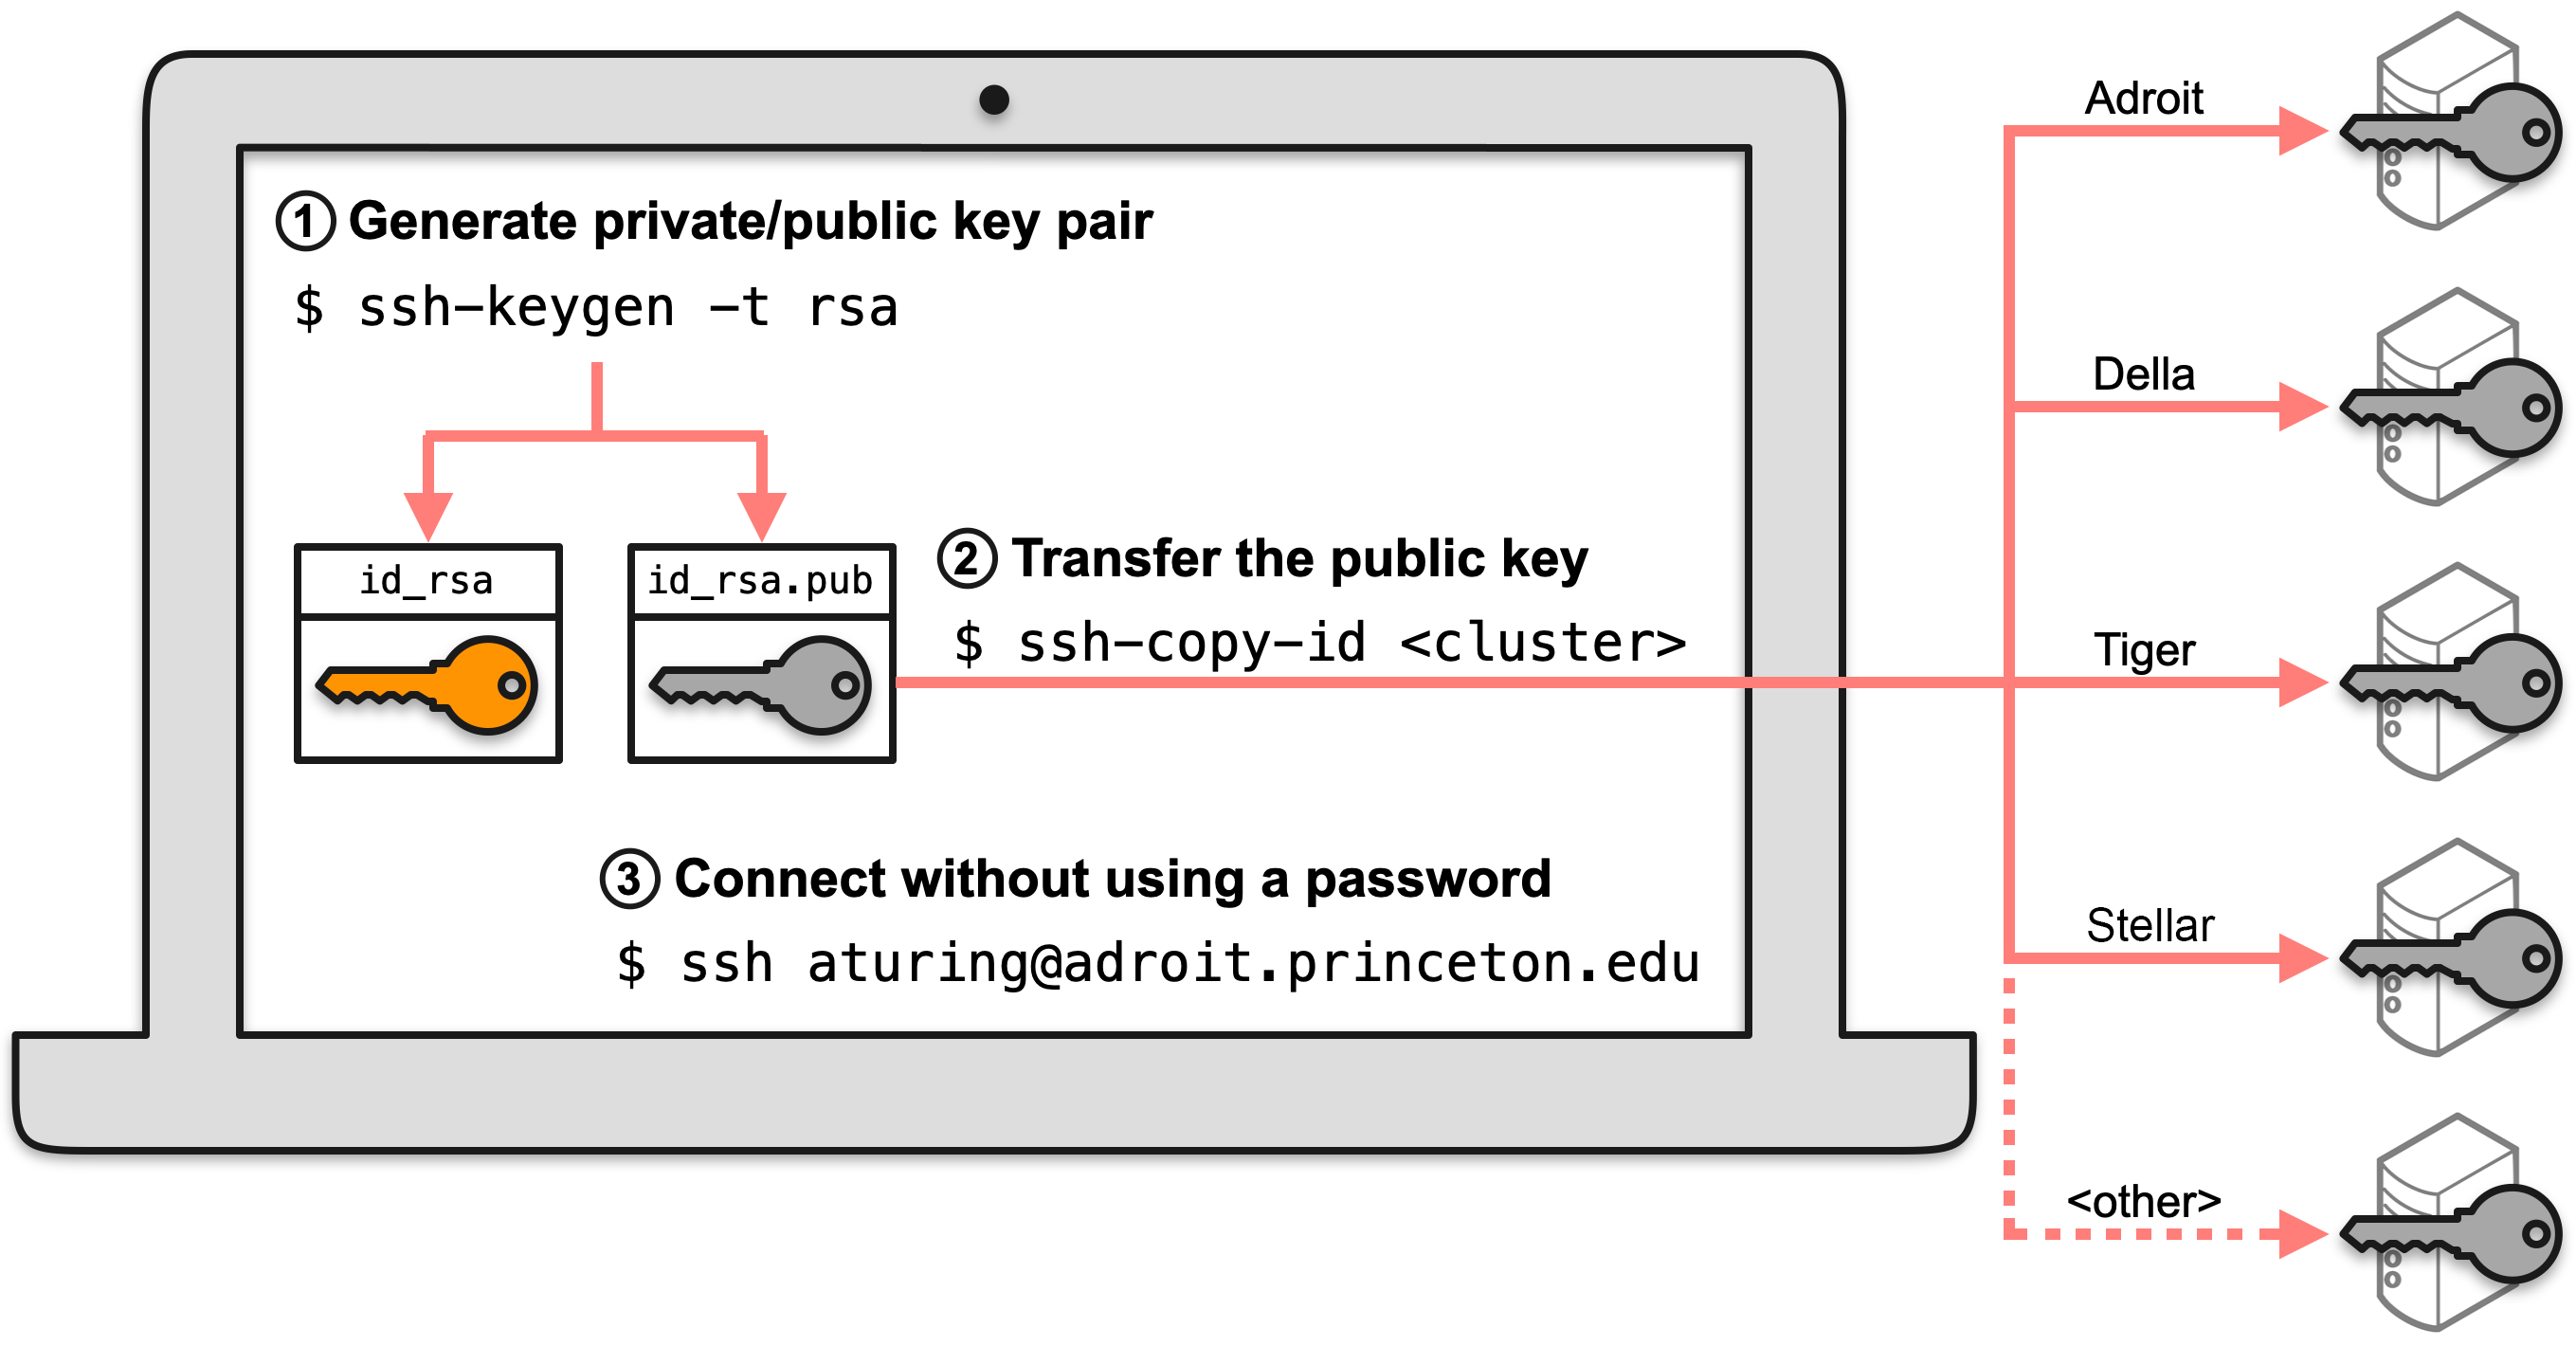 ① Generate private/public key pair
$ ssh-keygen -t rsa
id_rsa
id_rsa.pub
② Transfer the public key
$ ssh-copy-id <cluster>
③ Connect without using a password
$ ssh aturing@adroit.princeton.edu
Adroit
Della
Tiger
Stellar
<other>